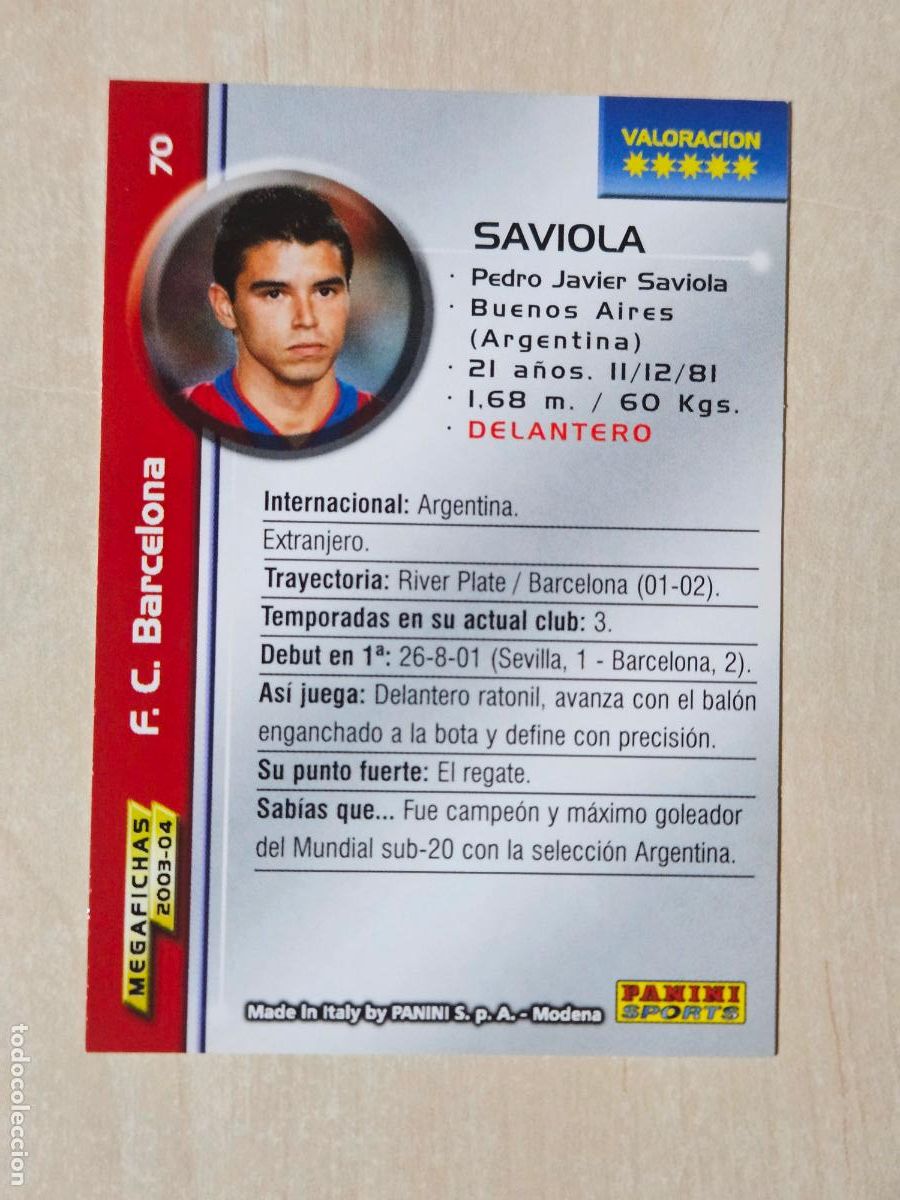 70
F. C. Barcelona
MEGAFICHAS
2003-04
VALORACION
SAVIOLA
· Pedro Javier Saviola
· Buenos Aires
(Argentina)
· 21 años. 11/12/81
· 1,68 m. / 60 Kgs.
· DELANTERO
Internacional: Argentina.
Extranjero.
Trayectoria: River Plate / Barcelona (01-02).
Temporadas en su actual club: 3.
Debut en 1ª: 26-8-01 (Sevilla, 1 - Barcelona, 2).
Así juega: Delantero ratonil, avanza con el balón
enganchado a la bota y define con precisión.
Su punto fuerte: El regate.
Sabías que... Fue campeón y máximo goleador
del Mundial sub-20 con la selección Argentina.
Made in Italy by PANINI S. p. A. - Modena
PANINI
SPORTS
todocoleccion.net